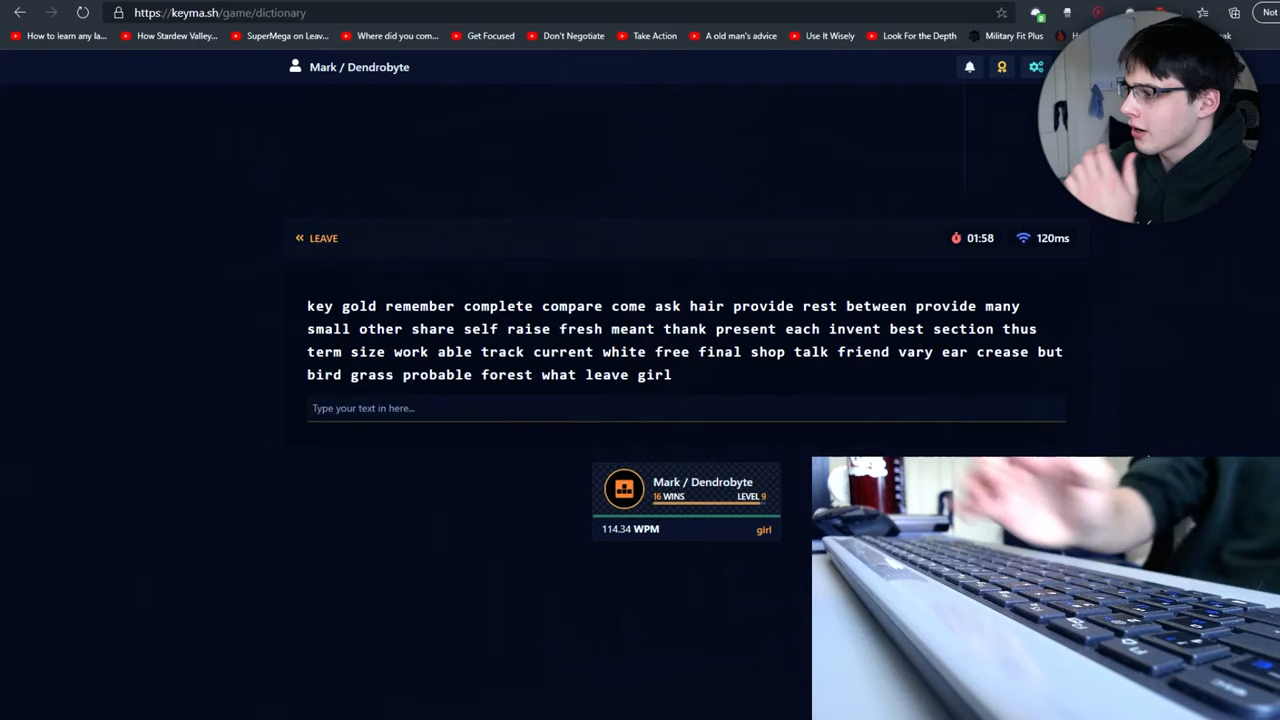 https://keyma.sh/game/dictionary
Not
How to learn any la... How Stardew Valley... SuperMega on Leav... Where did you com... Get Focused Don't Negotiate Take Action A old man's advice Use It Wisely Look For the Depth Military Fit Plus
Mark / Dendrobyte
LEAVE
01:58 120ms
key gold remember complete compare come ask hair provide rest between provide many
small other share self raise fresh meant thank present each invent best section thus
term size work able track current white free final shop talk friend vary ear crease but
bird grass probable forest what leave girl
Type your text in here...
Mark / Dendrobyte
16 WINS LEVEL 9
114.34 WPM girl